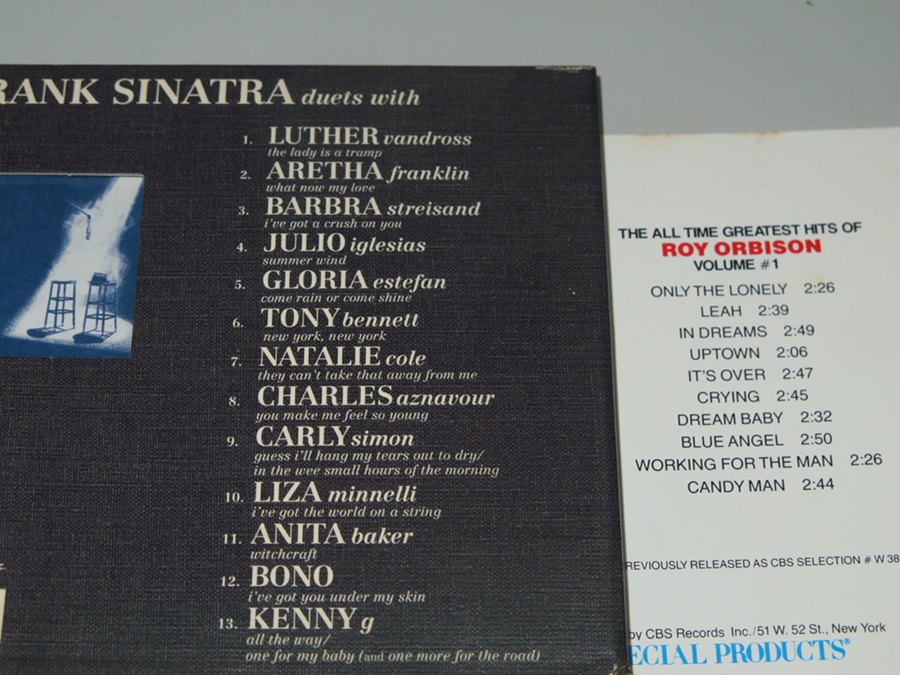 RANK SINATRA duets with
1. LUTHER vandross
the lady is a tramp
2. ARETHA franklin
what now my love
3. BARBRA streisand
i've got a crush on you
4. JULIO iglesias
summer wind
5. GLORIA estefan
come rain or come shine
6. TONY bennett
new york, new york
7. NATALIE cole
they can't take that away from me
8. CHARLES aznavour
you make me feel so young
9. CARLY simon
guess i'll hang my tears out to dry/
in the wee small hours of the morning
10. LIZA minnelli
i've got the world on a string
11. ANITA baker
witchcraft
12. BONO
i've got you under my skin
13. KENNY g
all the way/
one for my baby (and one more for the road)
THE ALL TIME GREATEST HITS OF
ROY ORBISON
VOLUME #1
ONLY THE LONELY 2:26
LEAH 2:39
IN DREAMS 2:49
UPTOWN 2:06
IT'S OVER 2:47
CRYING 2:45
DREAM BABY 2:32
BLUE ANGEL 2:50
WORKING FOR THE MAN 2:26
CANDY MAN 2:44
REVIOUSLY RELEASED AS CBS SELECTION # W 38
by CBS Records Inc./51 W. 52 St., New York
ECIAL PRODUCTS®